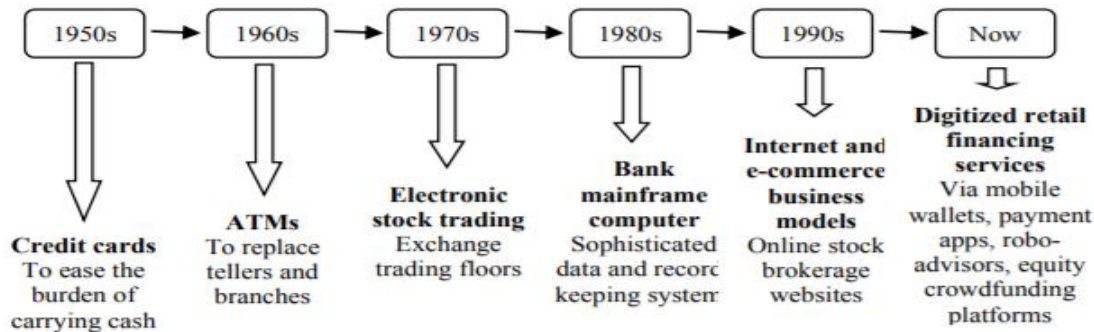 1950s
1960s
1970s
1980s
1990s
Now
Credit cards
To ease the
burden of
carrying cash
ATMs
To replace
tellers and
branches
Electronic
stock trading
Exchange
trading floors
Bank
mainframe
computer
Sophisticated
data and record
keeping system
Internet and
e-commerce
business
models
Online stock
brokerage
websites
Digitized retail
financing
services
Via mobile
wallets, payment
apps, robo-
advisors, equity
crowdfunding
platforms